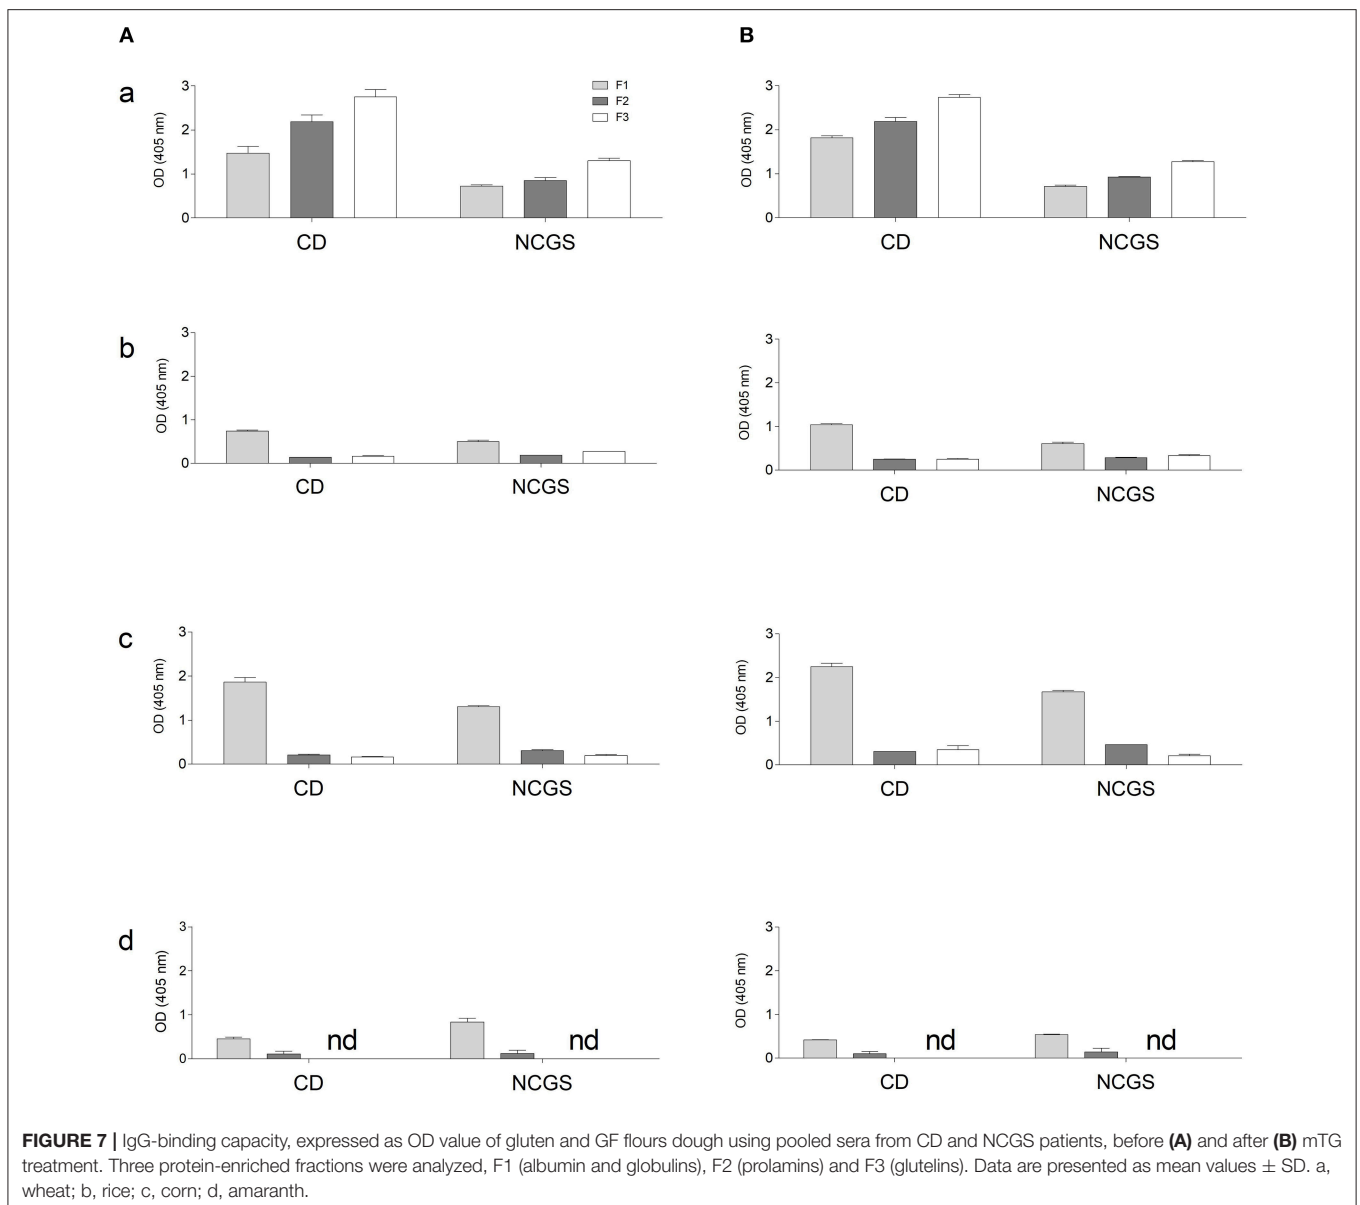 A
B
a
3
2
1
0
OD (405 nm)
F1
F2
F3
CD
NCGS
3
2
1
0
OD (405 nm)
CD
NCGS
b
3
2
1
0
OD (405 nm)
CD
NCGS
3
2
1
0
OD (405 nm)
CD
NCGS
c
3
2
1
0
OD (405 nm)
CD
NCGS
3
2
1
0
OD (405 nm)
CD
NCGS
d
3
2
1
0
OD (405 nm)
nd
nd
CD
NCGS
3
2
1
0
OD (405 nm)
nd
nd
CD
NCGS
FIGURE 7 | IgG-binding capacity, expressed as OD value of gluten and GF flours dough using pooled sera from CD and NCGS patients, before (A) and after (B) mTG
treatment. Three protein-enriched fractions were analyzed, F1 (albumin and globulins), F2 (prolamins) and F3 (glutelins). Data are presented as mean values ± SD. a,
wheat; b, rice; c, corn; d, amaranth.